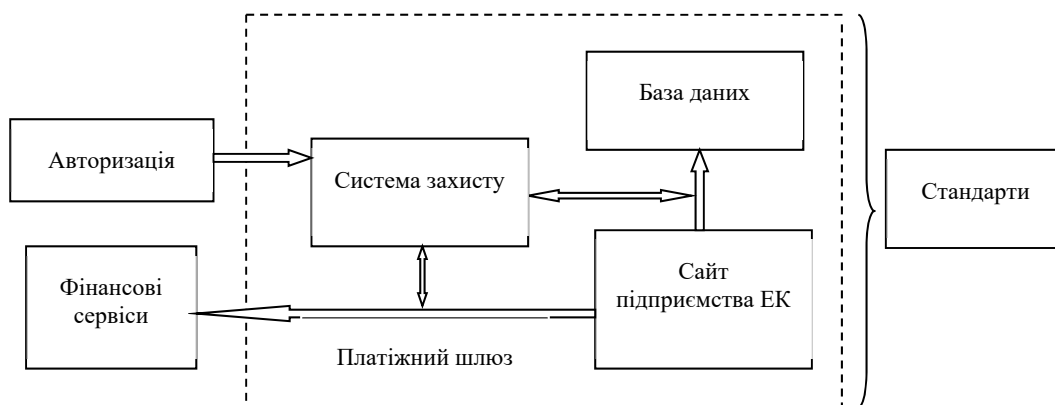 База даних
Авторизація
Система захисту
Стандарти
Фінансові
сервіси
Сайт
підприємства ЕК
Платіжний шлюз